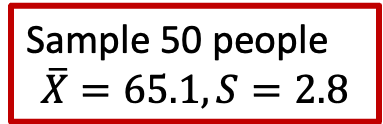 Sample 50 people
X̄ = 65.1, S = 2.8